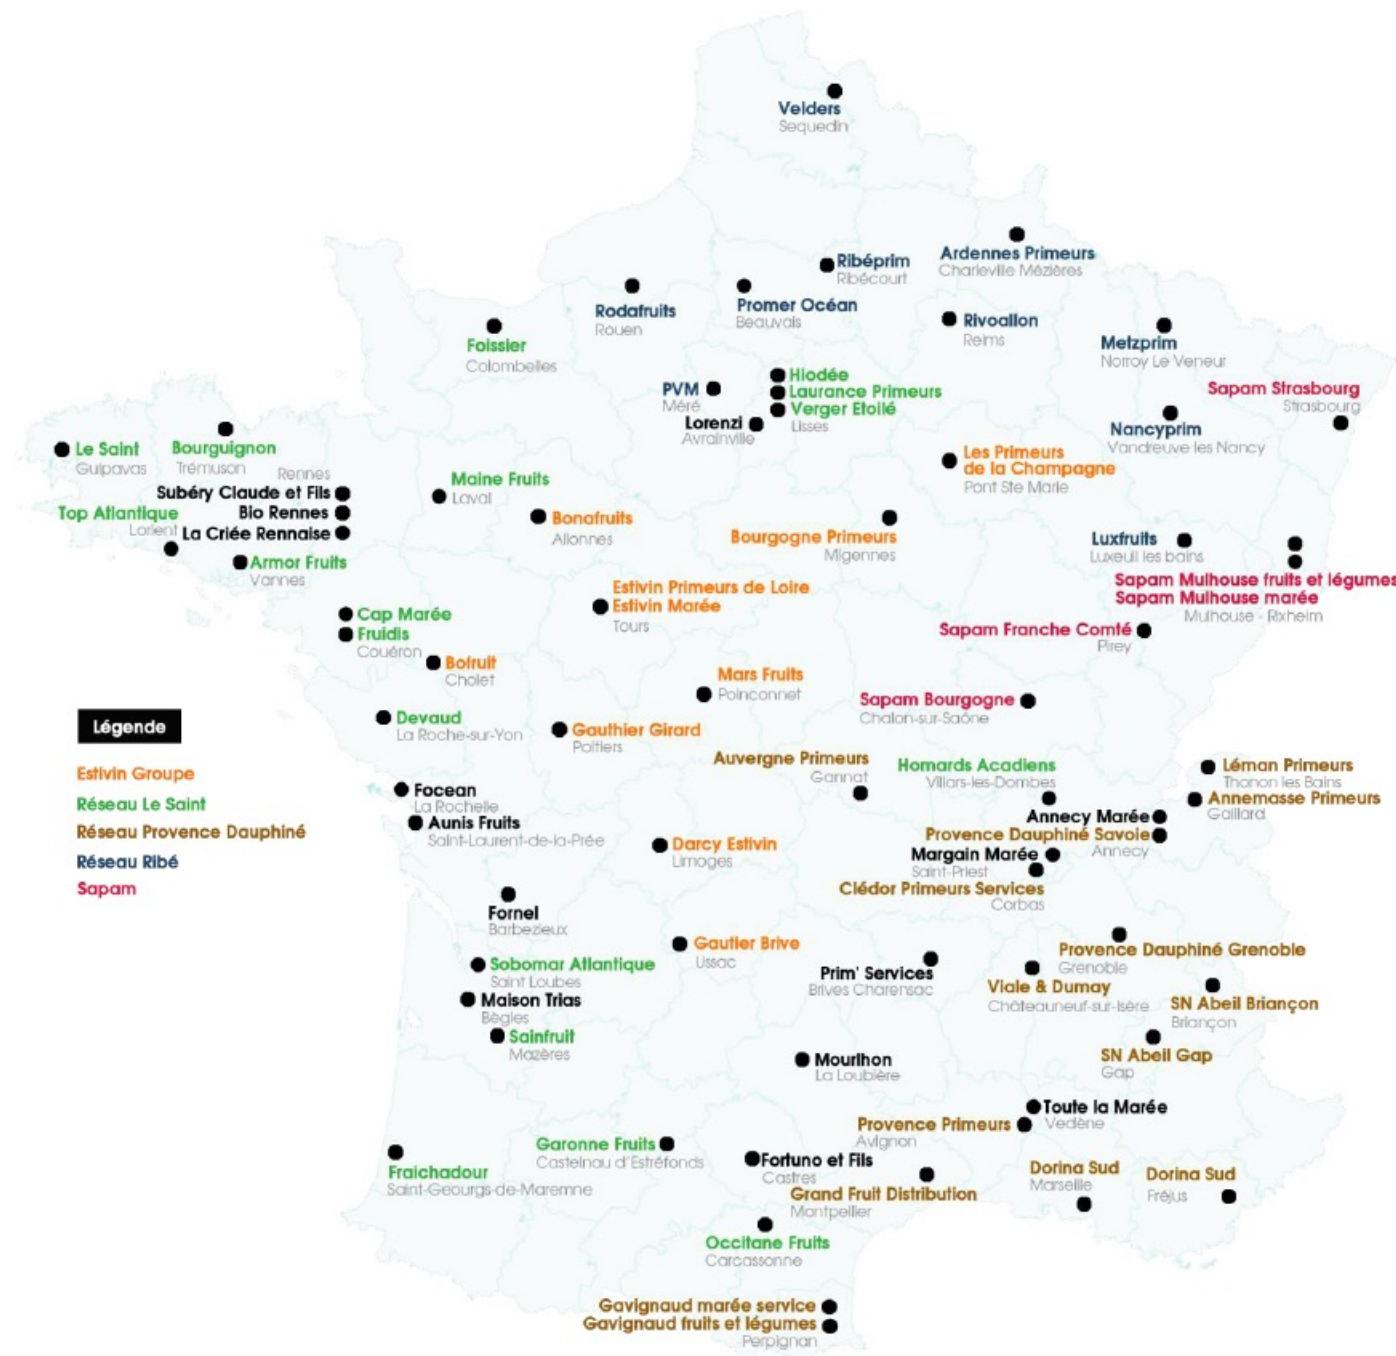 Velders
Sequedin
Ardennes Primeurs
Charleville Mézières
Ribéprim
Ribécourt
Rodafruits
Rouen
Promer Océan
Beauvais
Rivoallon
Reims
Foissier
Colombelles
Metzprim
Norroy Le Veneur
Hiodée
Laurance Primeurs
Verger Etoilé
Lisses
PVM
Méré
Lorenzi
Avrainville
Sapam Strasbourg
Strasbourg
Nancyprim
Vandreuve les Nancy
Le Saint
Guipavas
Bourguignon
Trémuson
Rennes
Subéry Claude et Fils
Bio Rennes
La Criée Rennaise
Top Atlantique
Lorient
Armor Fruits
Vannes
Maine Fruits
Laval
Bonafruits
Allonnes
Les Primeurs
de la Champagne
Pont Ste Marie
Bourgogne Primeurs
Migennes
Luxfruits
Luxeuil les bains
Sapam Mulhouse fruits et légumes
Sapam Mulhouse marée
Mulhouse - Rixheim
Estivin Primeurs de Loire
Estivin Marée
Tours
Cap Marée
Fruidis
Couéron
Sapam Franche Comté
Pirey
Bofruit
Cholet
Mars Fruits
Poinconnet
Sapam Bourgogne
Chalon-sur-Saône
Devaud
La Roche-sur-Yon
Gauthier Girard
Poitiers
Légende
Estivin Groupe
Réseau Le Saint
Réseau Provence Dauphiné
Réseau Ribé
Sapam
Auvergne Primeurs
Gannat
Homards Acadiens
Villars-les-Dombes
Léman Primeurs
Thonon les Bains
Annemasse Primeurs
Gaillard
Focean
La Rochelle
Aunis Fruits
Saint-Laurent-de-la-Prée
Annecy Marée
Provence Dauphiné Savoie
Annecy
Darcy Estivin
Limoges
Margain Marée
Saint-Priest
Clédor Primeurs Services
Corbas
Fornel
Barbezieux
Gautier Brive
Ussac
Provence Dauphiné Grenoble
Grenoble
Sobomar Atlantique
Saint Loubes
Prim' Services
Brives Charensac
Viale & Dumay
Châteauneuf-sur-Isère
SN Abeil Briançon
Briançon
Maison Trias
Bègles
Sainfruit
Mazères
SN Abeil Gap
Gap
Mourlhon
La Loubière
Toute la Marée
Vedène
Provence Primeurs
Avignon
Garonne Fruits
Castelnau d'Estréfonds
Fraichadour
Saint-Geourgs-de-Maremne
Fortuno et Fils
Castres
Grand Fruit Distribution
Montpellier
Dorina Sud
Marseille
Dorina Sud
Fréjus
Occitane Fruits
Carcassonne
Gavignaud marée service
Gavignaud fruits et légumes
Perpignan